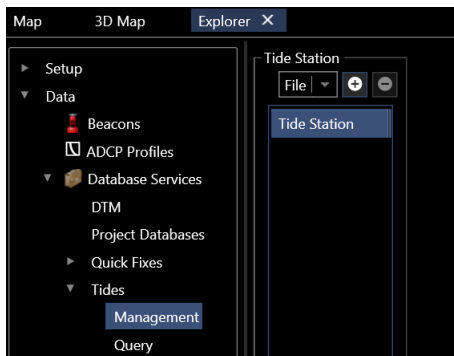 Map 3D Map Explorer
Setup
Data
Beacons
ADCP Profiles
Database Services
DTM
Project Databases
Quick Fixes
Tides
Management
Query
Tide Station
File
Tide Station